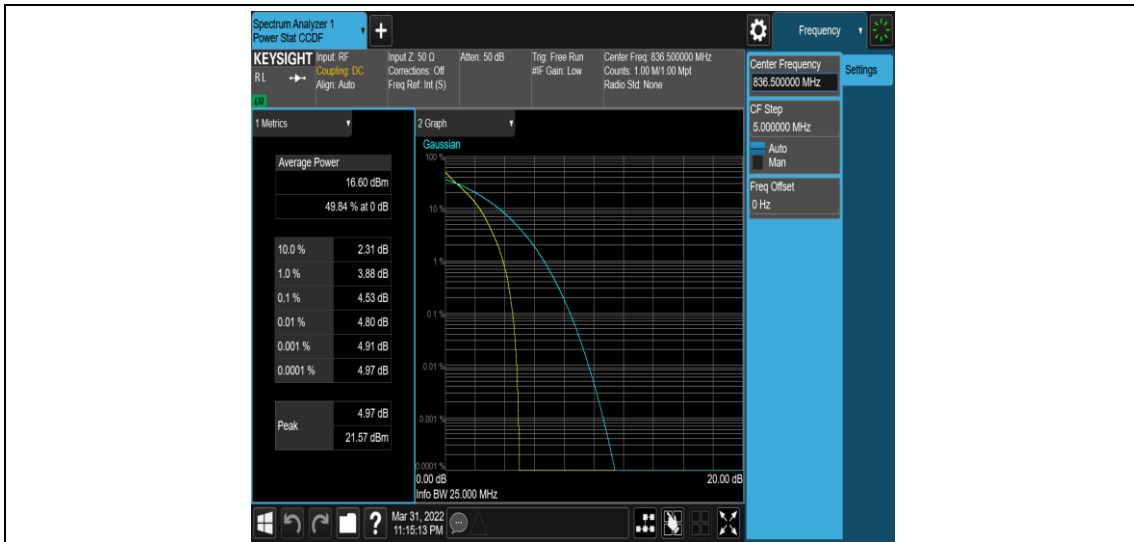 Spectrum Analyzer 1
Power Stat CCDF
Frequency
KEYSIGHT
RL
Input: RF
Coupling: DC
Align: Auto
Input Z: 50 Ω
Corrections: Off
Freq Ref: Int (S)
Atten: 50 dB
Trig: Free Run
#IF Gain: Low
Center Freq: 836.500000 MHz
Counts: 1.00 M/1.00 Mpt
Radio Std: None
Center Frequency
836.500000 MHz
Settings
CF Step
5.000000 MHz
Auto
Man
Freq Offset
0 Hz
1 Metrics
Average Power
16.60 dBm
49.84 % at 0 dB
10.0 % 2.31 dB
1.0 % 3.88 dB
0.1 % 4.53 dB
0.01 % 4.80 dB
0.001 % 4.91 dB
0.0001 % 4.97 dB
Peak
4.97 dB
21.57 dBm
2 Graph
Gaussian
100 %
10 %
1 %
0.1 %
0.01 %
0.001 %
0.0001 %
0.00 dB 20.00 dB
Info BW 25.000 MHz
Mar 31, 2022
11:15:13 PM